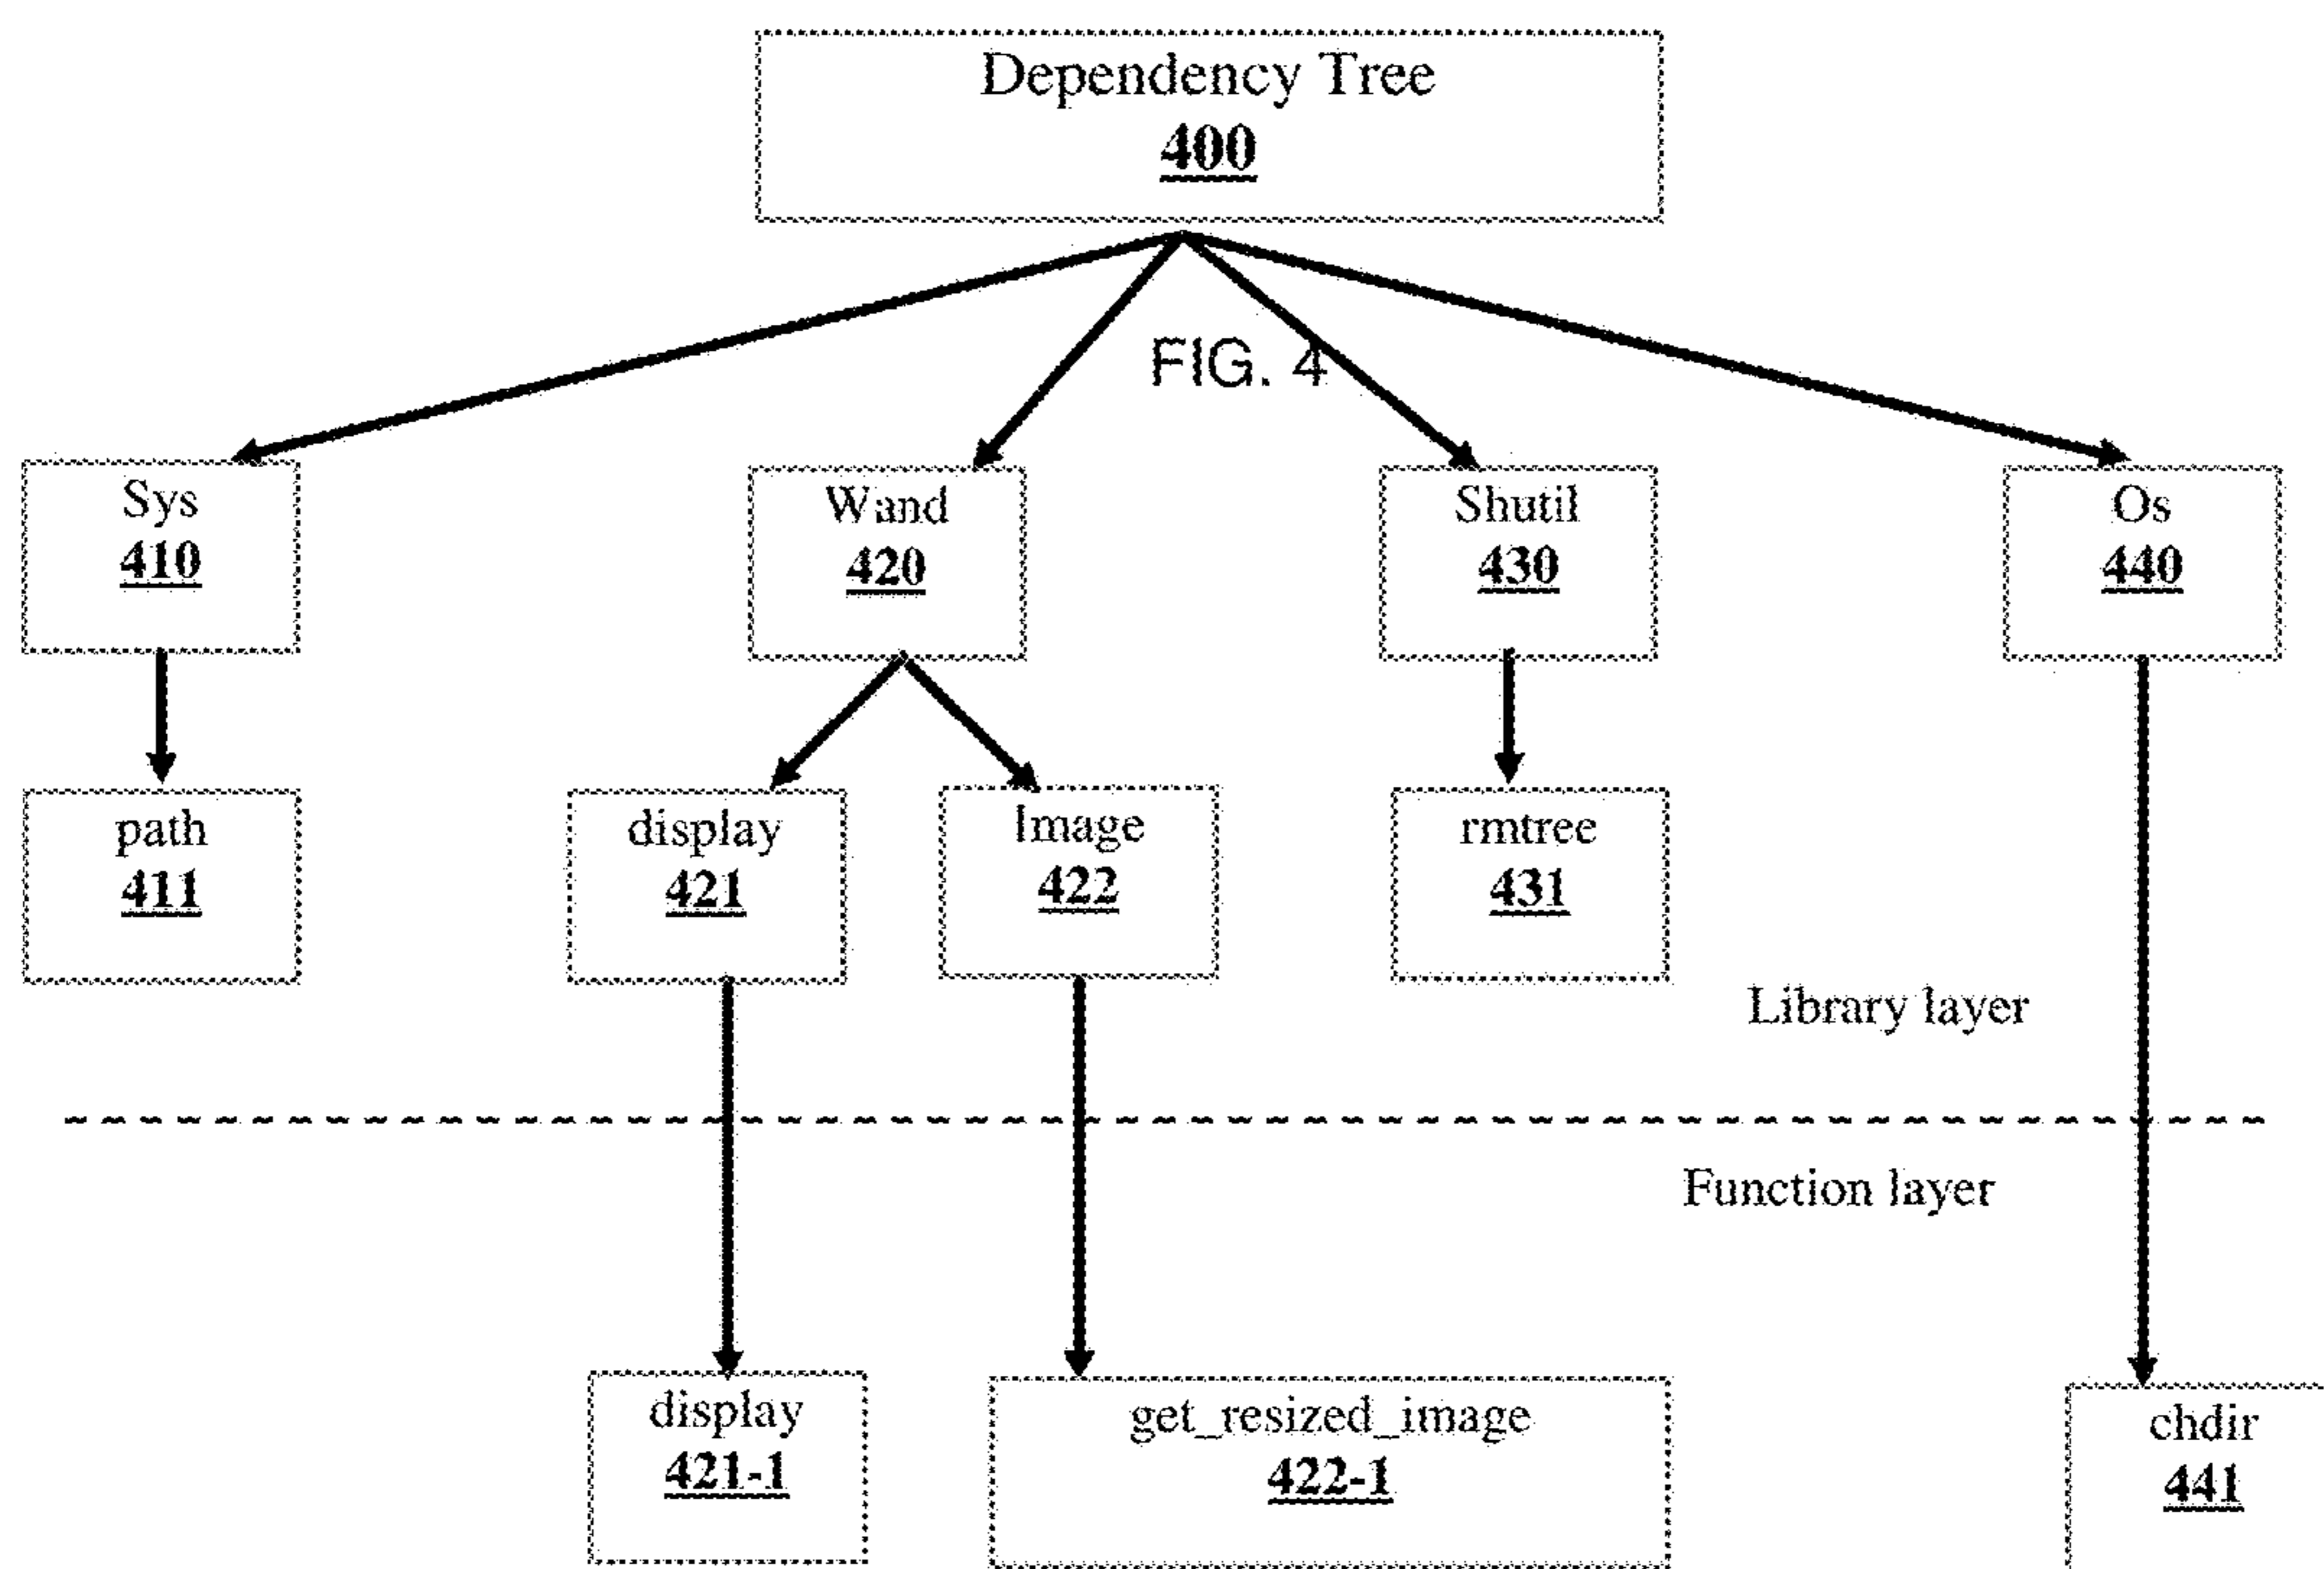 Dependency Tree
400
FIG. 4
Sys
410
Wand
420
Shutil
430
Os
440
path
411
display
421
Image
422
rmtree
431
Library layer
Function layer
display
421-1
get_resized_image
422-1
chdir
441